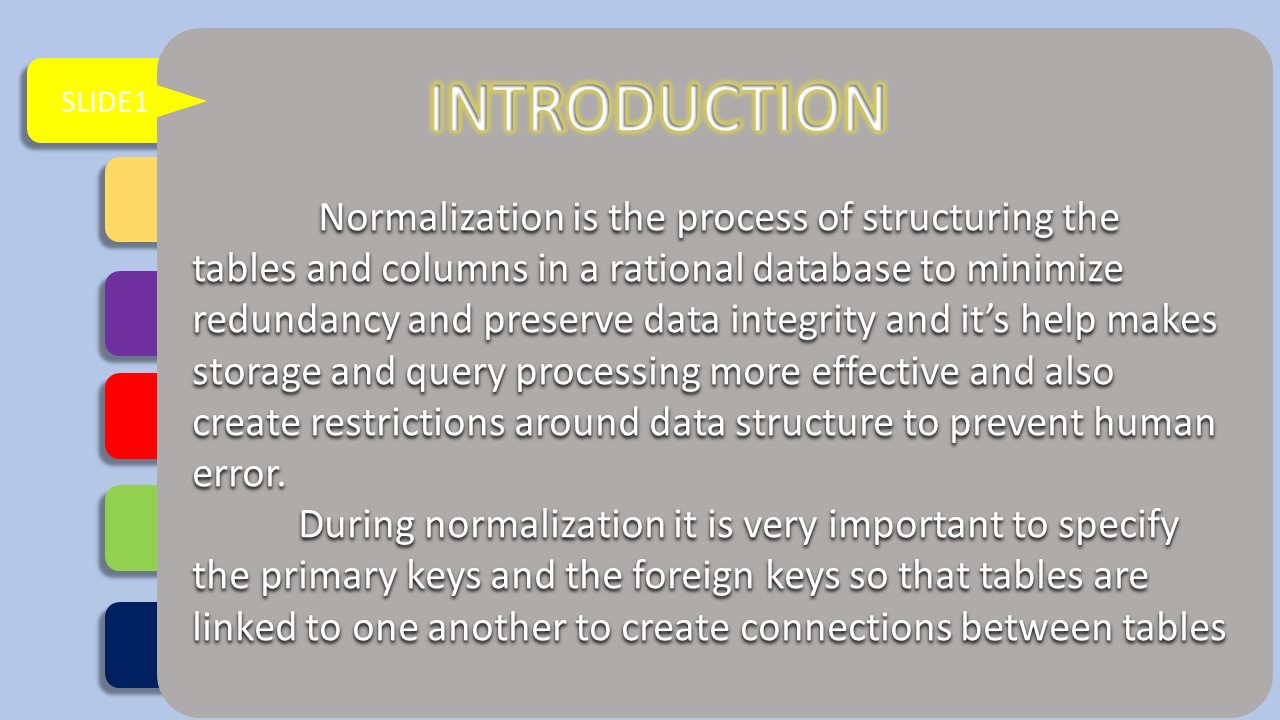 SLIDE1
INTRODUCTION
Normalization is the process of structuring the
tables and columns in a rational database to minimize
redundancy and preserve data integrity and it’s help makes
storage and query processing more effective and also
create restrictions around data structure to prevent human
error.
During normalization it is very important to specify
the primary keys and the foreign keys so that tables are
linked to one another to create connections between tables